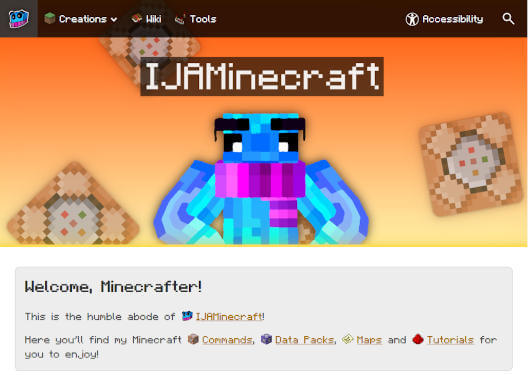 Creations Wiki Tools Accessibility
IJAMinecraft
Welcome, Minecrafter!
This is the humble abode of IJAMinecraft!
Here you'll find my Minecraft Commands, Data Packs, Maps and Tutorials for
you to enjoy!